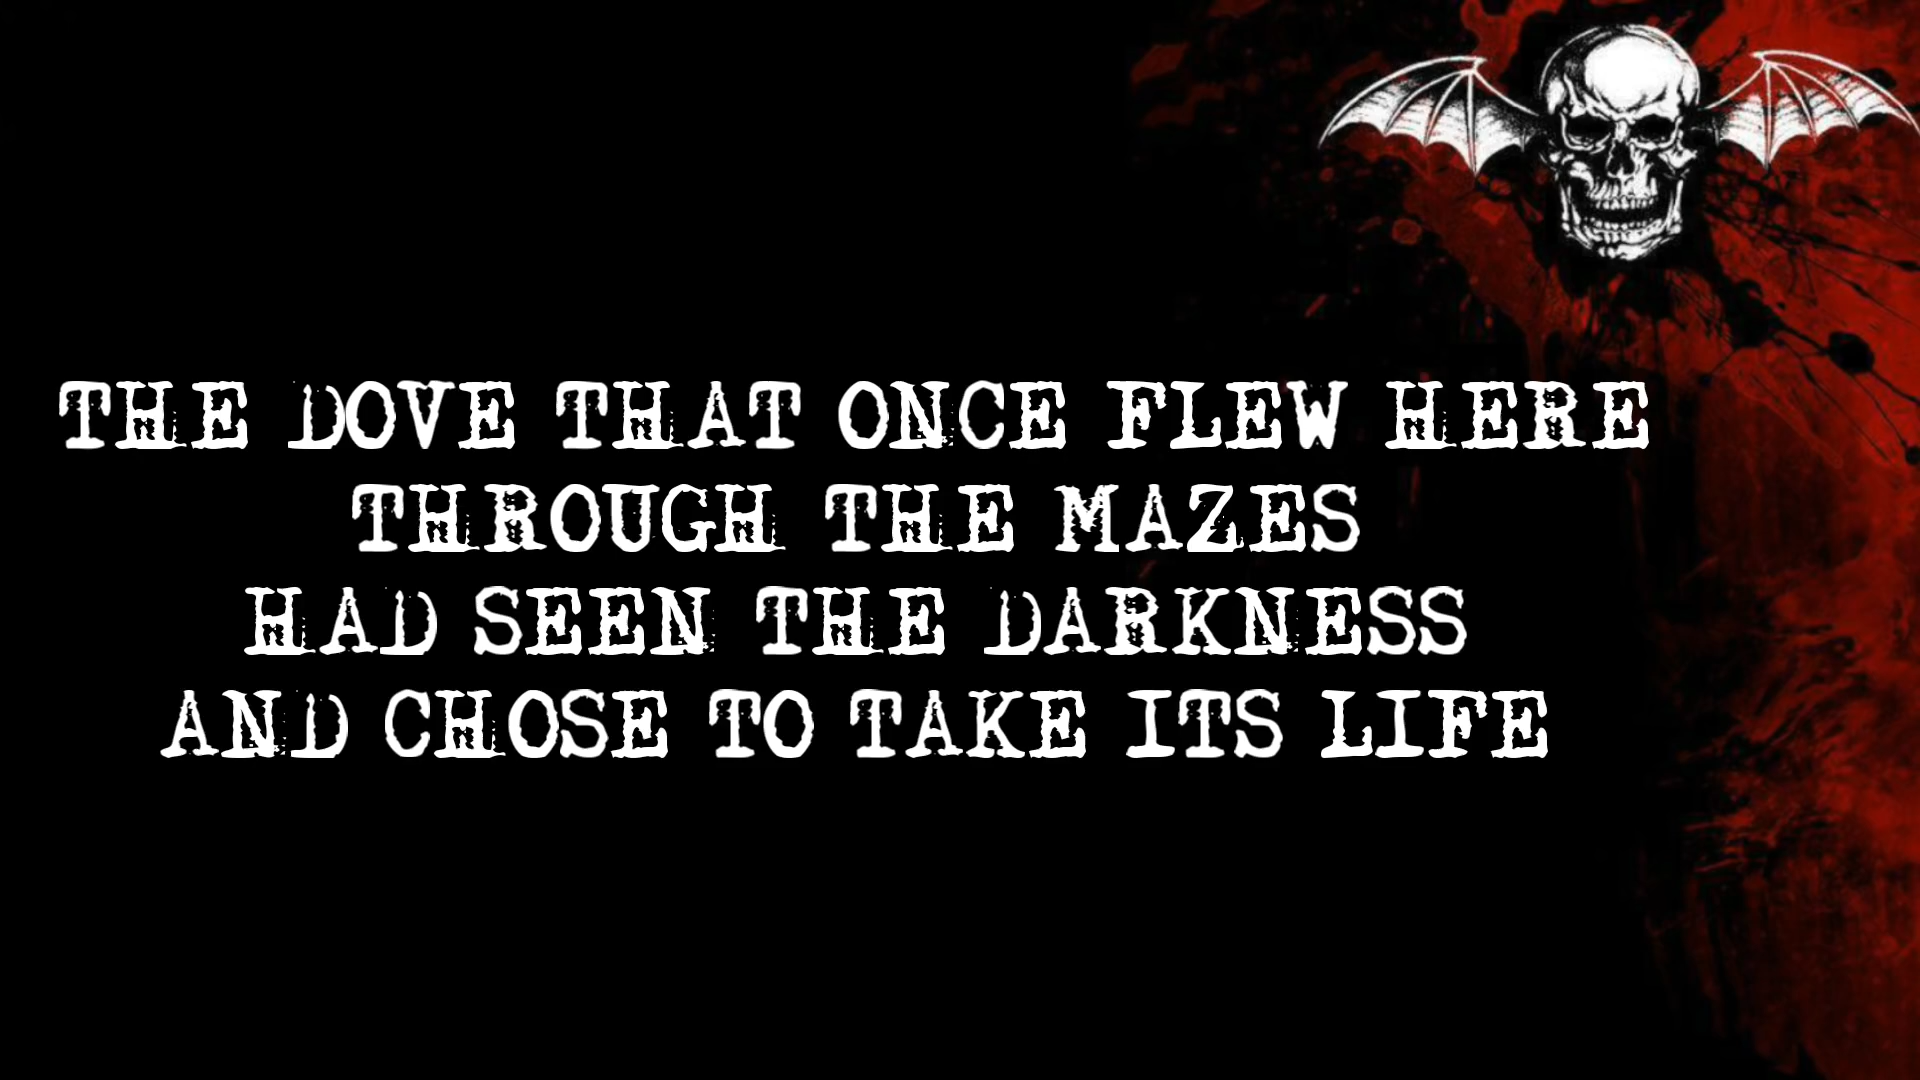 THE DOVE THAT ONCE FLEW HERE
THROUGH THE MAZES
HAD SEEN THE DARKNESS
AND CHOSE TO TAKE ITS LIFE